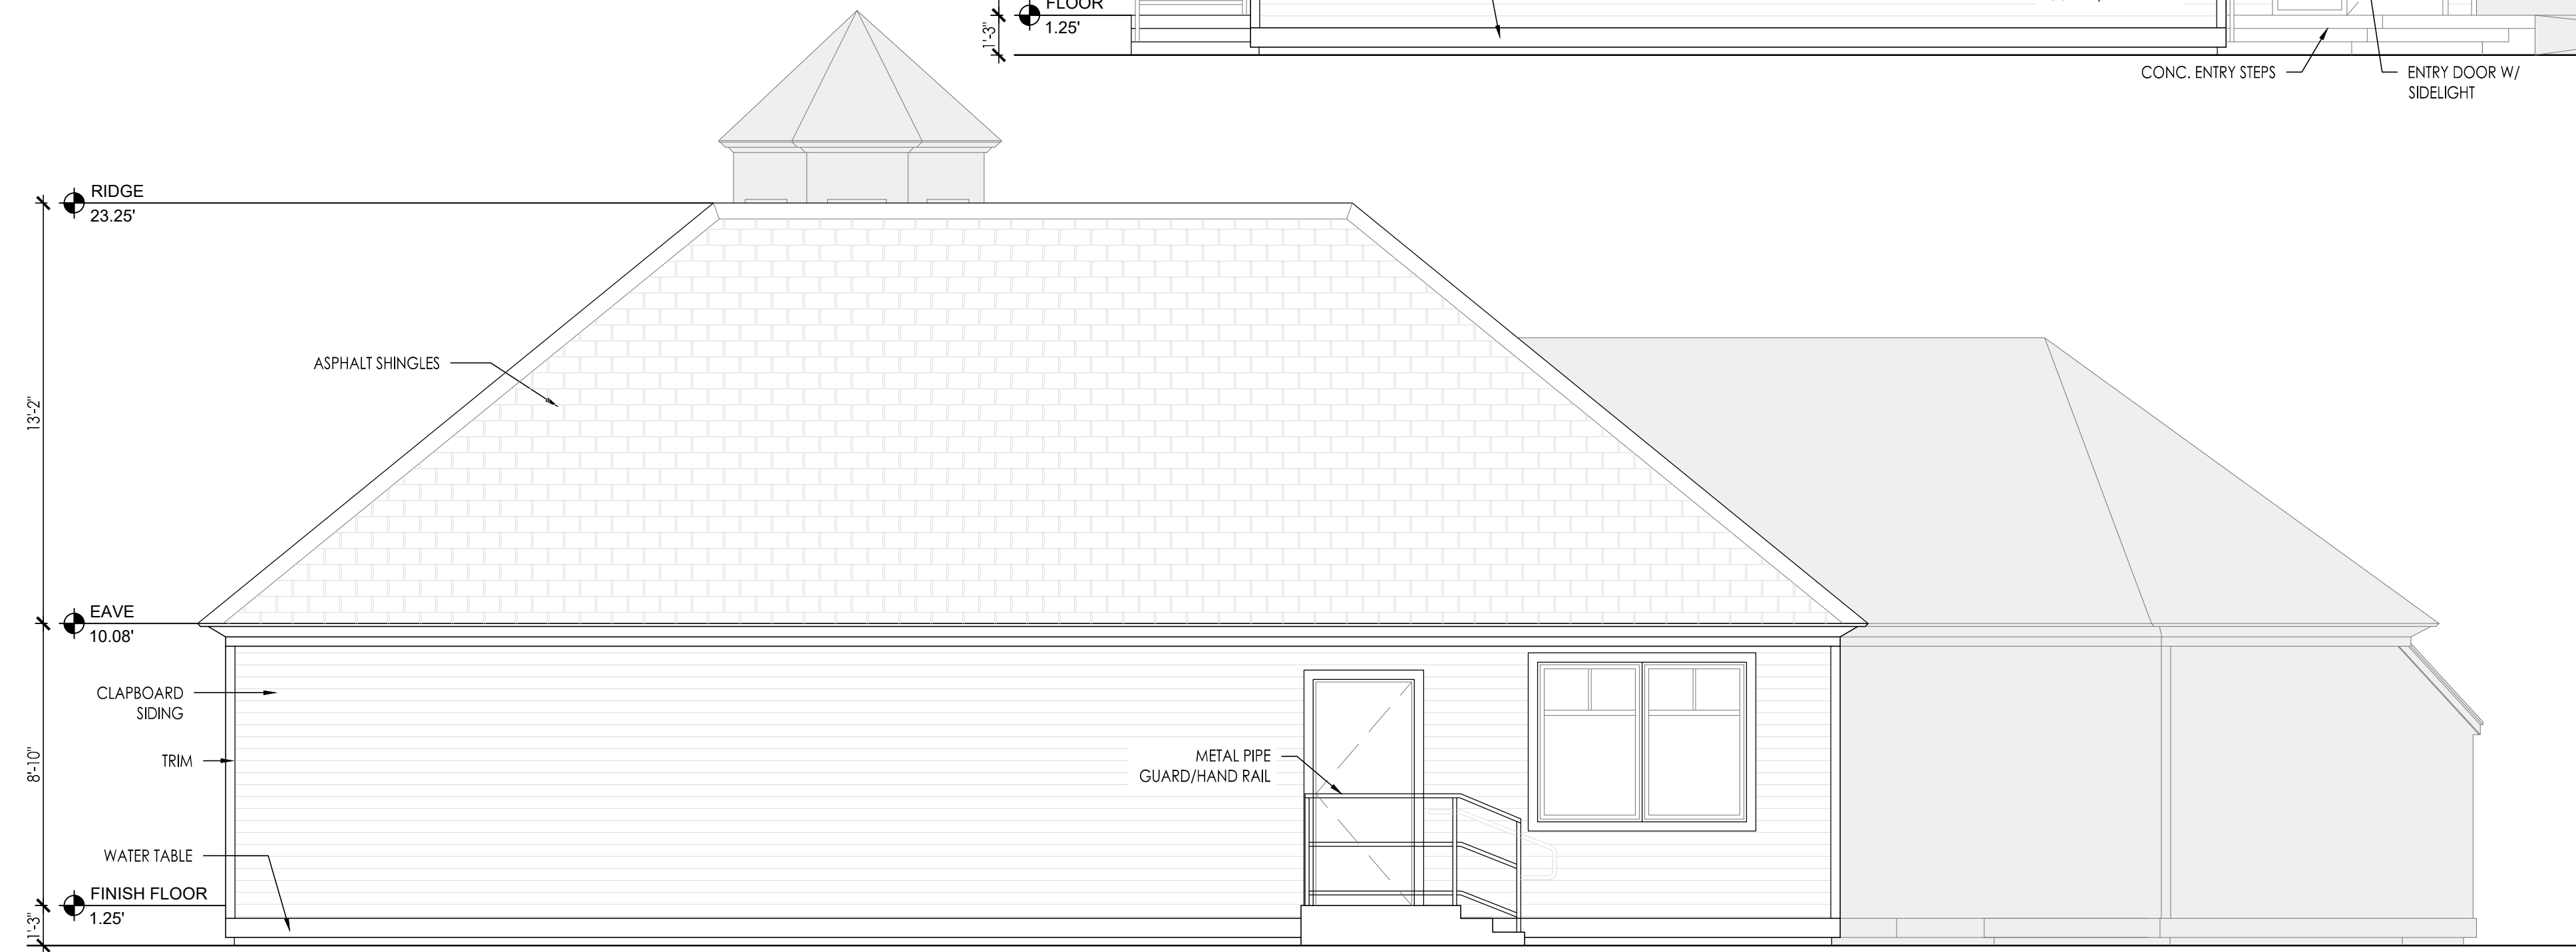 FLOOR
1.25'
1'-3"
CONC. ENTRY STEPS
ENTRY DOOR W/
SIDELIGHT
RIDGE
23.25'
ASPHALT SHINGLES
13'-2"
EAVE
10.08'
CLAPBOARD
SIDING
TRIM
METAL PIPE
GUARD/HAND RAIL
8'-10"
WATER TABLE
FINISH FLOOR
1.25'
1'-3"